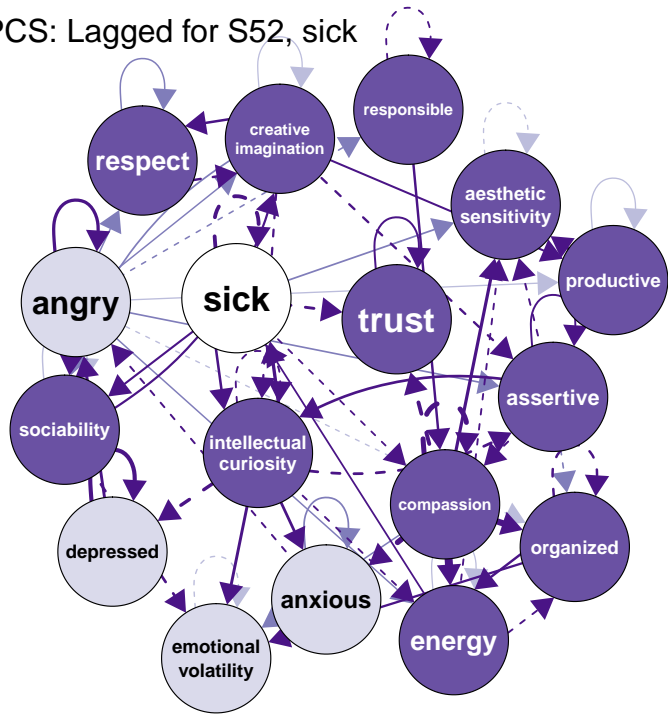 PCS: Lagged for S52, sick
responsible
creative
imagination
respect
aesthetic
sensitivity
productive
angry
sick
trust
assertive
sociability
intellectual
curiosity
compassion
depressed
organized
anxious
energy
emotional
volatility